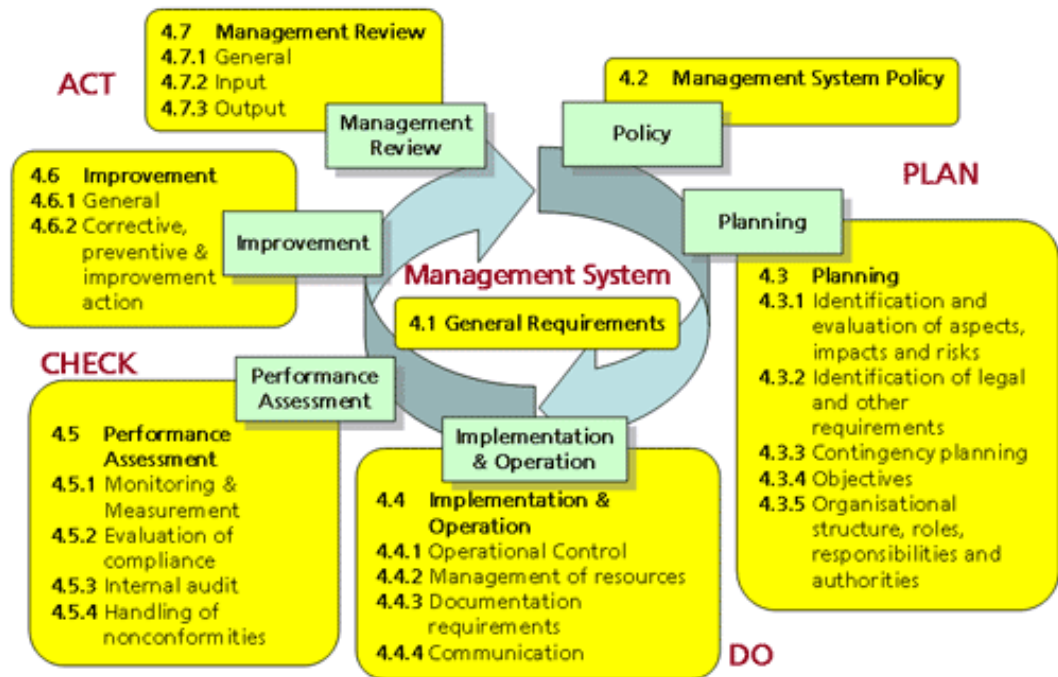 ACT
4.7 Management Review
4.7.1 General
4.7.2 Input
4.7.3 Output
Management
Review
4.2 Management System Policy
Policy
PLAN
Planning
4.3 Planning
4.3.1 Identification and
evaluation of aspects,
impacts and risks
4.3.2 Identification of legal
and other
requirements
4.3.3 Contingency planning
4.3.4 Objectives
4.3.5 Organisational
structure, roles,
responsibilities and
authorities
4.6 Improvement
4.6.1 General
4.6.2 Corrective,
preventive &
improvement
action
Improvement
Management System
4.1 General Requirements
CHECK
Performance
Assessment
4.5 Performance
Assessment
4.5.1 Monitoring &
Measurement
4.5.2 Evaluation of
compliance
4.5.3 Internal audit
4.5.4 Handling of
nonconformities
Implementation
& Operation
4.4 Implementation &
Operation
4.4.1 Operational Control
4.4.2 Management of resources
4.4.3 Documentation
requirements
4.4.4 Communication
DO